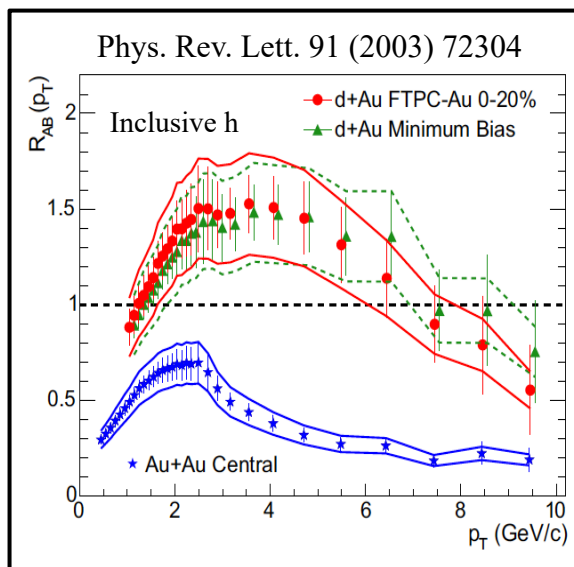 Phys. Rev. Lett. 91 (2003) 72304
R_AB (p_T)
2
1.5
1
0.5
0
Inclusive h
d+Au FTPC-Au 0-20%
d+Au Minimum Bias
Au+Au Central
0 2 4 6 8 10
p_T (GeV/c)